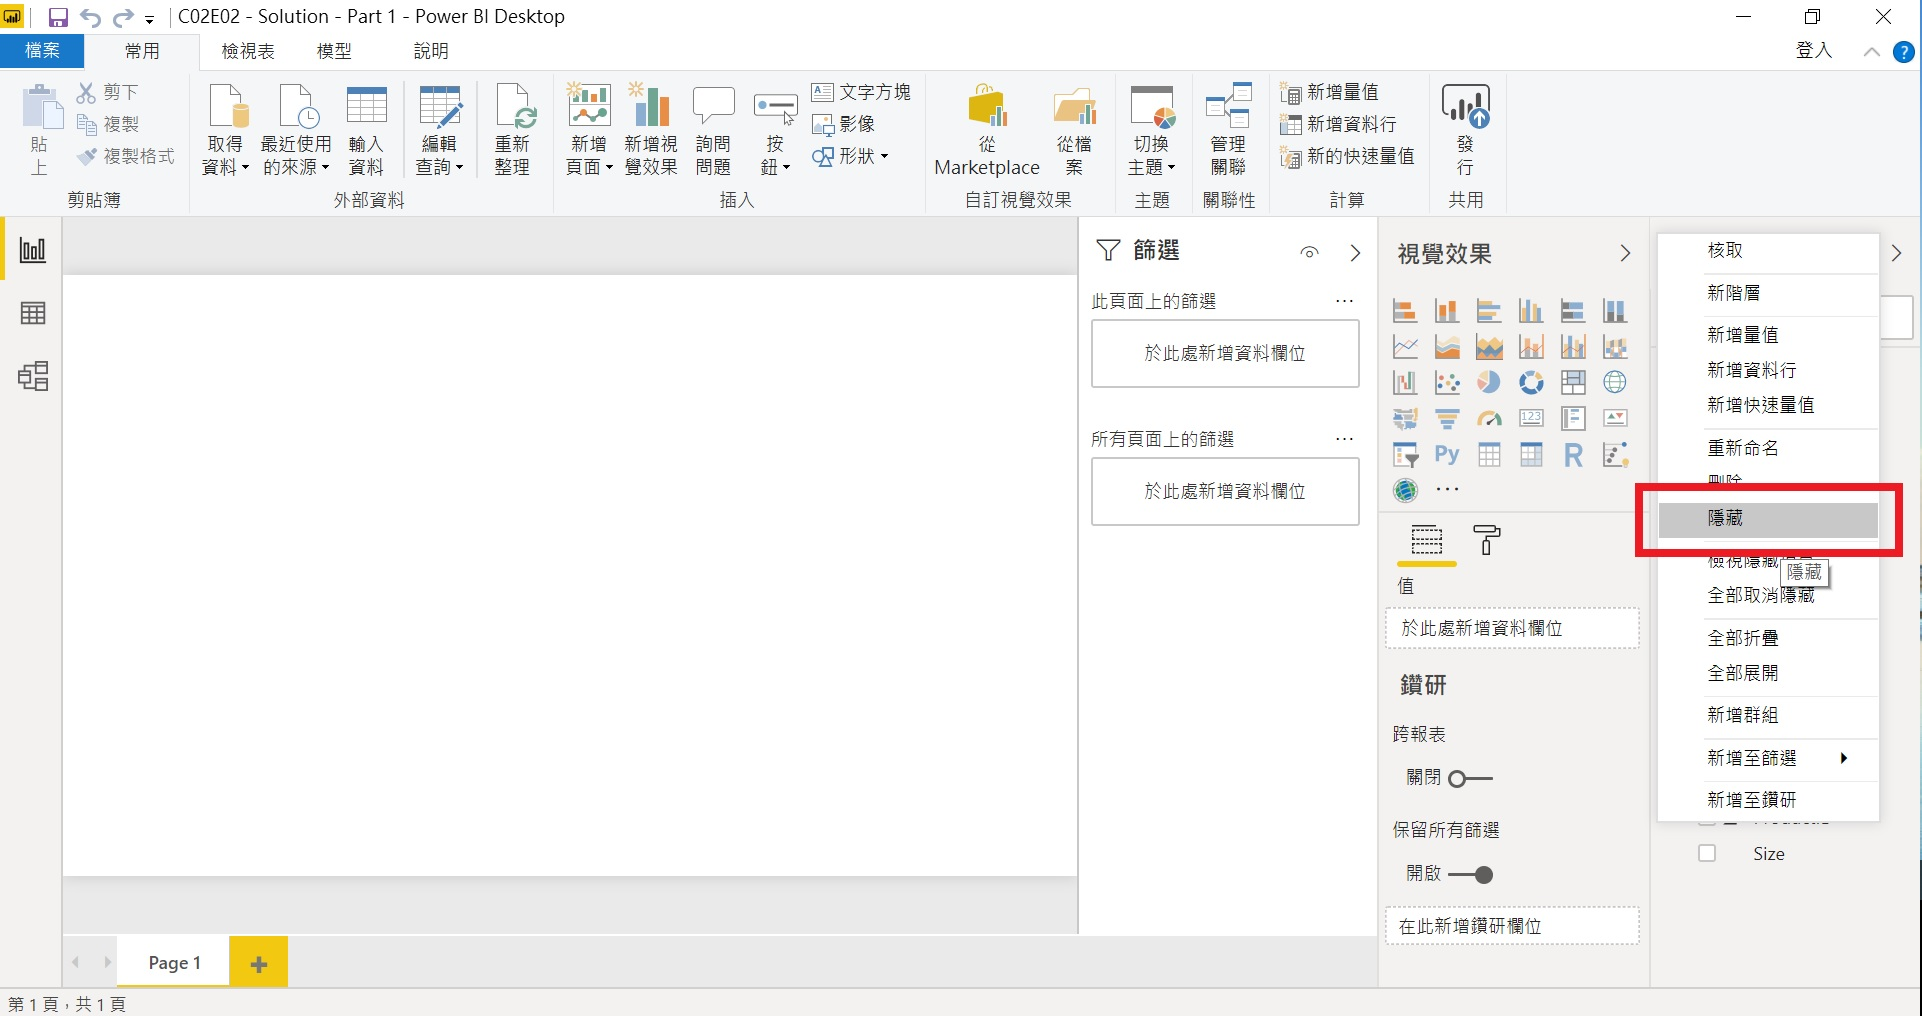 C02E02 - Solution - Part 1 - Power BI Desktop
檔案
常用
檢視表
模型
說明
登入
?
貼上
剪下
複製
複製格式
剪貼簿
取得資料
最近使用的來源
輸入資料
編輯查詢
重新整理
外部資料
新增頁面
新增視覺效果
詢問問題
按鈕
文字方塊
影像
形狀
插入
從 Marketplace
從檔案
自訂視覺效果
切換主題
主題
管理關聯
關聯性
新增量值
新增資料行
新的快速量值
計算
發行
共用
篩選
此頁面上的篩選
...
於此處新增資料欄位
所有頁面上的篩選
...
於此處新增資料欄位
視覺效果
123
Py
R
...
值
於此處新增資料欄位
鑽研
跨報表
關閉
保留所有篩選
開啟
在此新增鑽研欄位
核取
新階層
新增量值
新增資料行
新增快速量值
重新命名
刪除
隱藏
檢視隱藏
隱藏
全部取消隱藏
全部折疊
全部展開
新增群組
新增至篩選
新增至鑽研
Size
Page 1
第 1 頁，共 1 頁